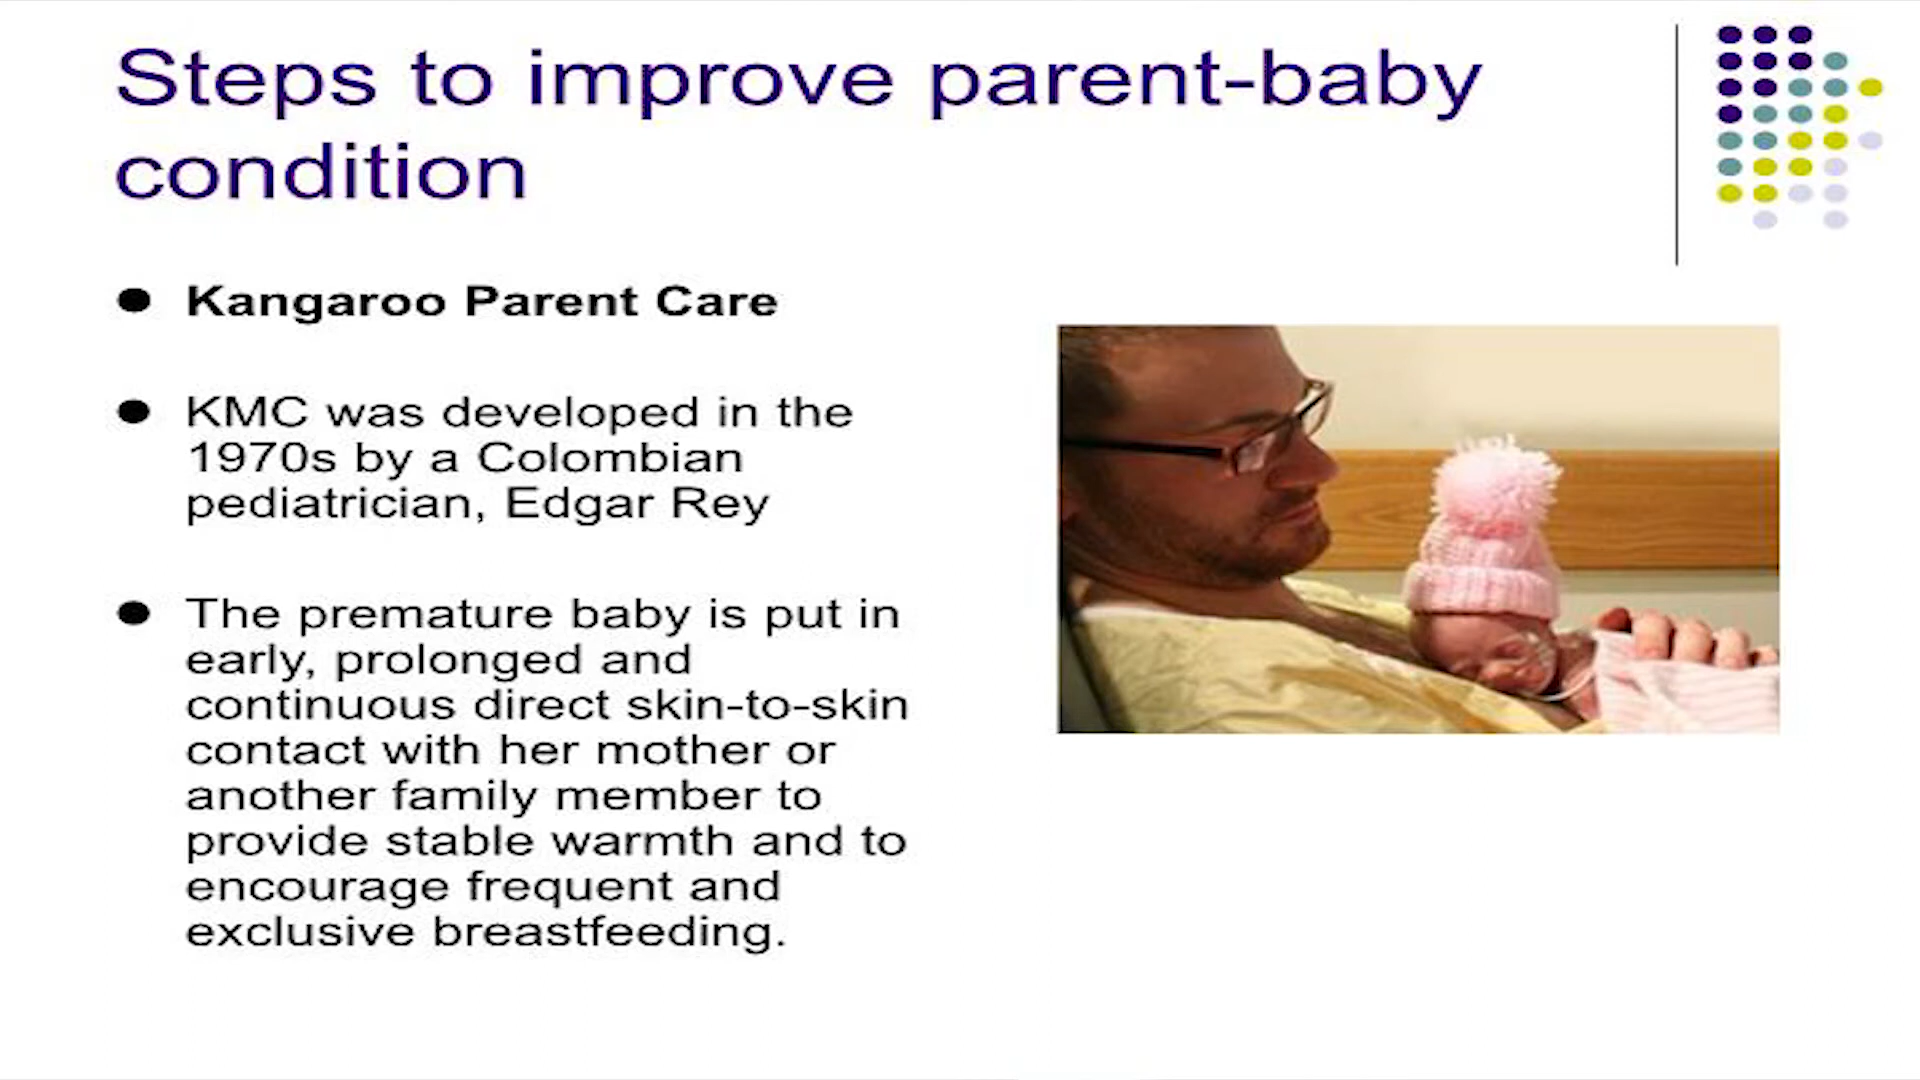 Steps to improve parent-baby
condition
● Kangaroo Parent Care
● KMC was developed in the
1970s by a Colombian
pediatrician, Edgar Rey
● The premature baby is put in
early, prolonged and
continuous direct skin-to-skin
contact with her mother or
another family member to
provide stable warmth and to
encourage frequent and
exclusive breastfeeding.